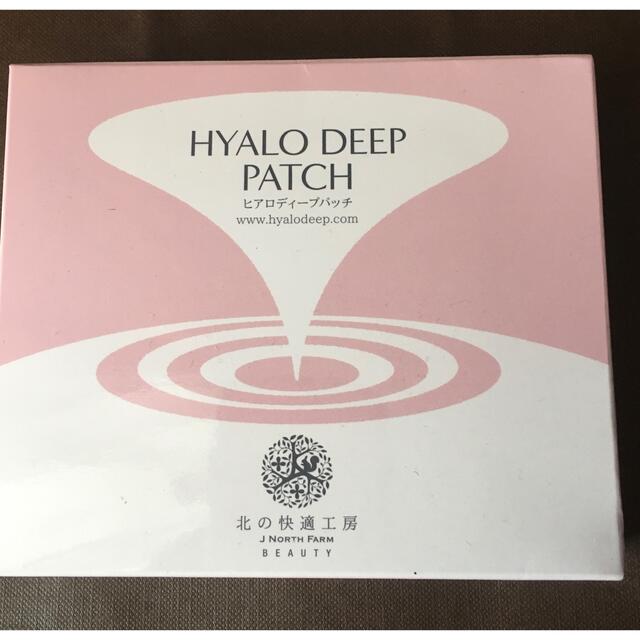 HYALO DEEP
PATCH
ヒアロディープパッチ
www.hyalodeep.com
北の快適工房
J NORTH FARM
BEAUTY